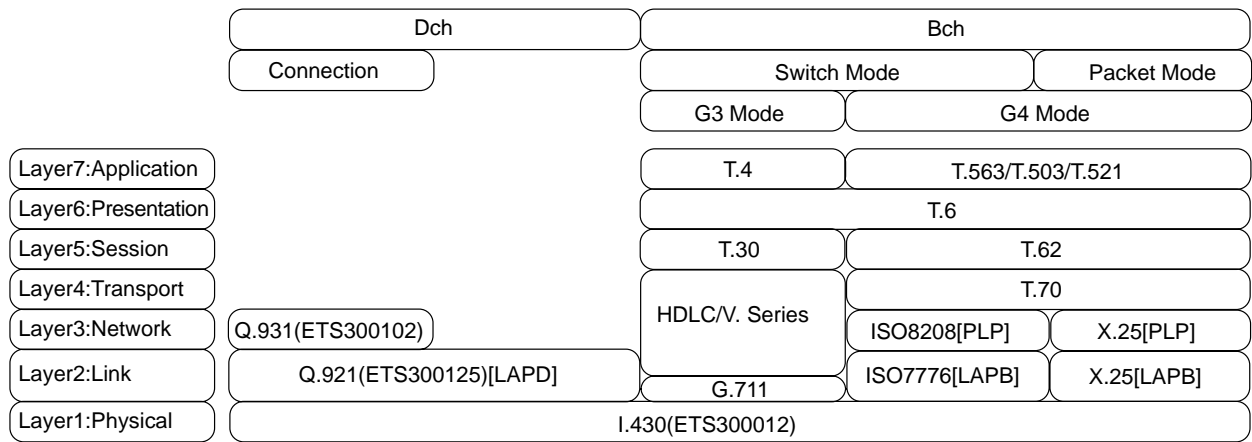 Dch Bch
Connection Switch Mode Packet Mode
G3 Mode G4 Mode
Layer7:Application T.4 T.563/T.503/T.521
Layer6:Presentation T.6
Layer5:Session T.30 T.62
Layer4:Transport T.70
HDLC/V. Series
Layer3:Network Q.931(ETS300102) ISO8208[PLP] X.25[PLP]
Layer2:Link Q.921(ETS300125)[LAPD] ISO7776[LAPB] X.25[LAPB]
G.711
Layer1:Physical I.430(ETS300012)